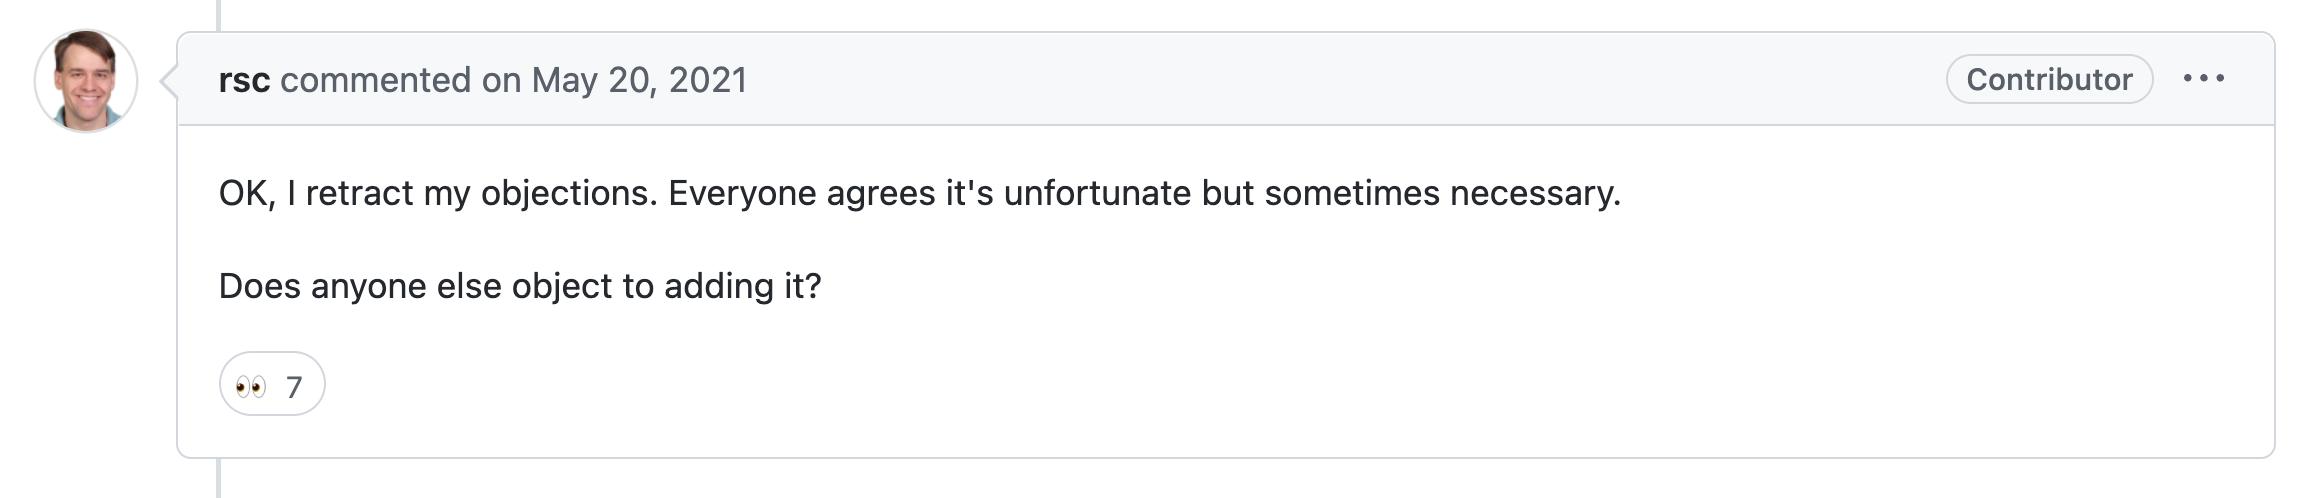 rsc commented on May 20, 2021
Contributor
OK, I retract my objections. Everyone agrees it's unfortunate but sometimes necessary.
Does anyone else object to adding it?
👀 7